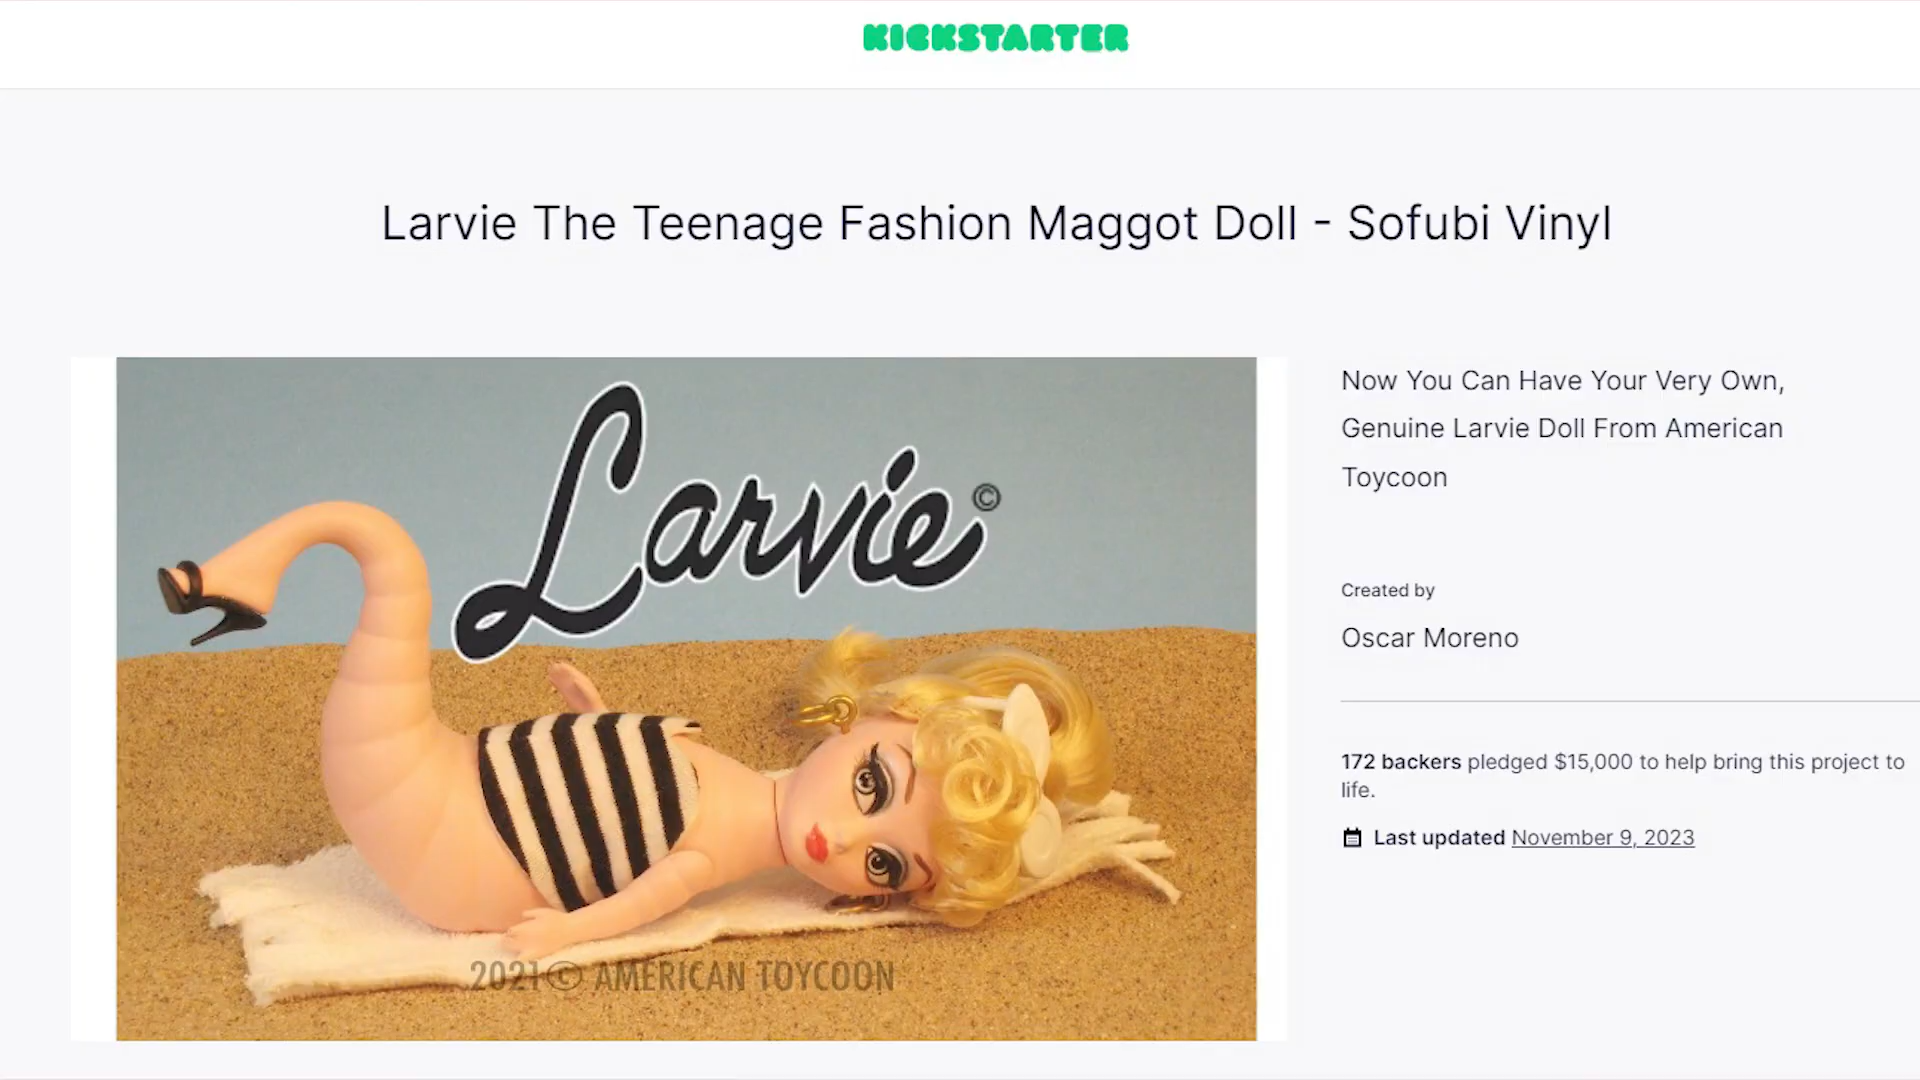 KICKSTARTER
Larvie The Teenage Fashion Maggot Doll - Sofubi Vinyl
Larvie©
2021© AMERICAN TOYCOON
Now You Can Have Your Very Own,
Genuine Larvie Doll From American
Toycoon
Created by
Oscar Moreno
172 backers pledged $15,000 to help bring this project to
life.
Last updated November 9, 2023